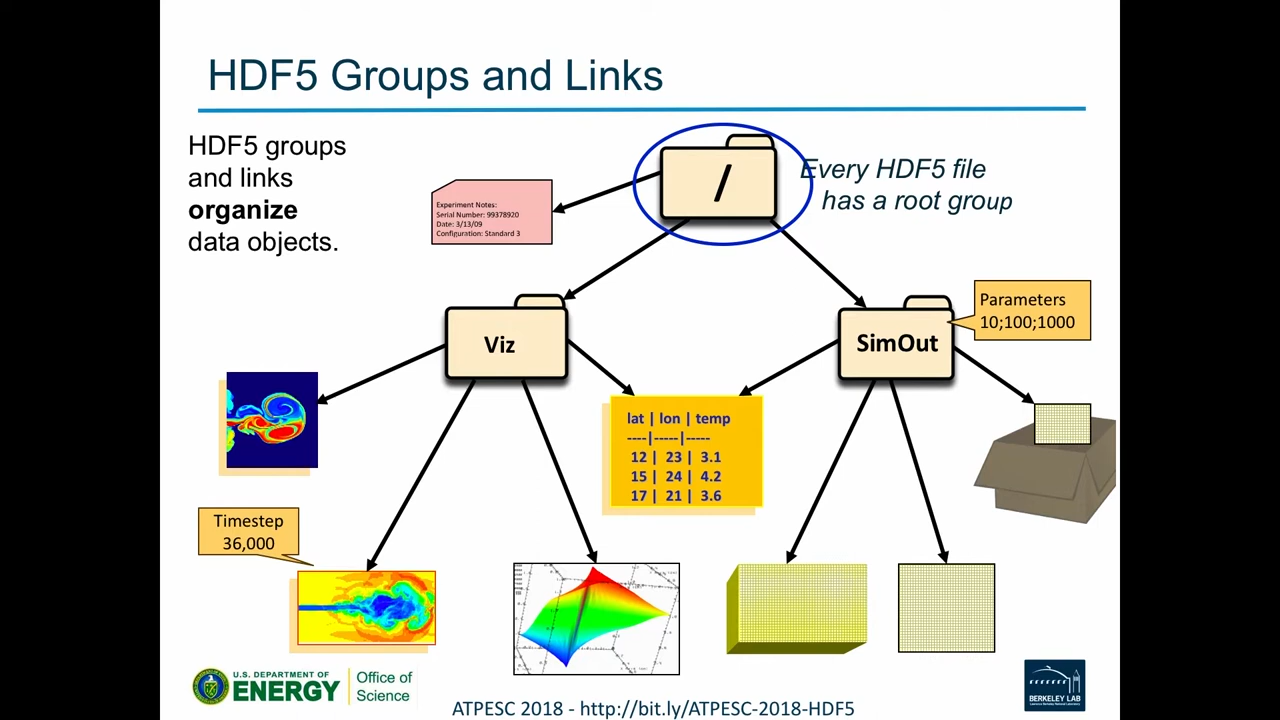 HDF5 Groups and Links
HDF5 groups
and links
organize
data objects.
/
Every HDF5 file
has a root group
Experiment Notes:
Serial Number: 99378920
Date: 3/13/09
Configuration: Standard 3
Viz
SimOut
Parameters
10;100;1000
lat | lon | temp
----|-----|-----
12 | 23 | 3.1
15 | 24 | 4.2
17 | 21 | 3.6
Timestep
36,000
U.S. DEPARTMENT OF
ENERGY
Office of
Science
ATPESC 2018 - http://bit.ly/ATPESC-2018-HDF5
BERKELEY LAB